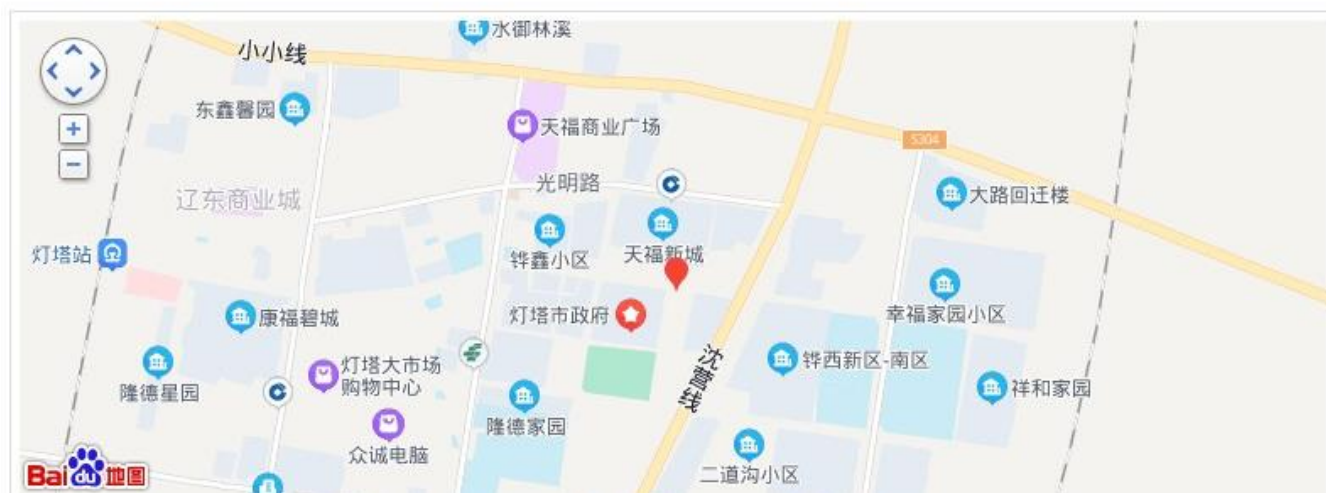 水御林溪
小小线
东鑫馨园
天福商业广场
S304
光明路
大路回迁楼
辽东商业城
灯塔站
铧鑫小区
天福新城
灯塔市政府
幸福家园小区
康福碧城
灯塔大市场
购物中心
沈营线
铧西新区-南区
隆德星园
祥和家园
隆德家园
众诚电脑
二道沟小区
Bai du 地图